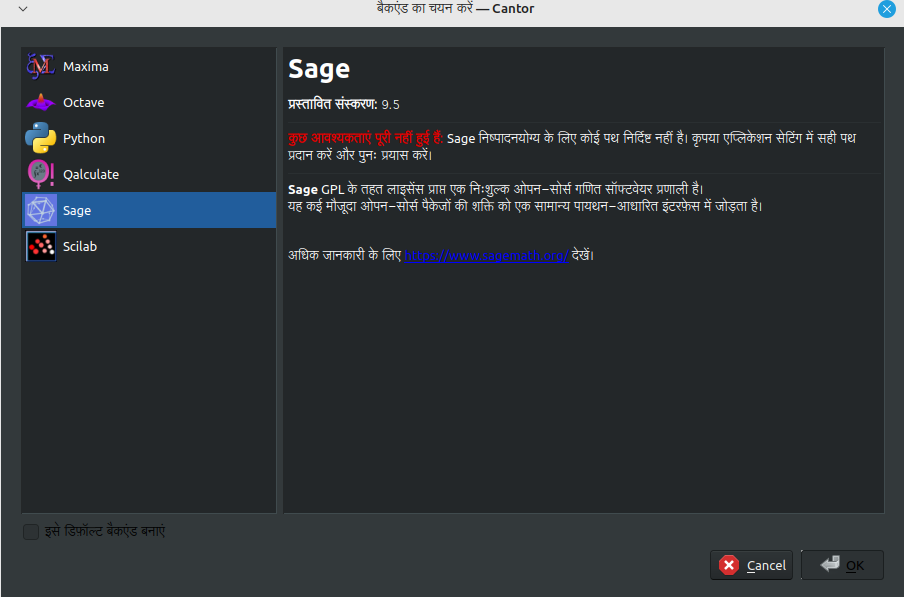 बैकएंड का चयन करें — Cantor
Maxima
Octave
Python
Qalculate
Sage
Scilab
Sage
प्रस्तावित संस्करण: 9.5
कुछ आवश्यकताएं पूरी नहीं हुई हैं: Sage निष्पादनयोग्य के लिए कोई पथ निर्दिष्ट नहीं है। कृपया एप्लिकेशन सेटिंग में सही पथ
प्रदान करें और पुनः प्रयास करें।
Sage GPL के तहत लाइसेंस प्राप्त एक निःशुल्क ओपन-सोर्स गणित सॉफ्टवेयर प्रणाली है।
यह कई मौजूदा ओपन-सोर्स पैकेजों की शक्ति को एक सामान्य पायथन-आधारित इंटरफ़ेस में जोड़ता है।
अधिक जानकारी के लिए https://www.sagemath.org/ देखें।
इसे डिफ़ॉल्ट बैकएंड बनाएं
Cancel
OK